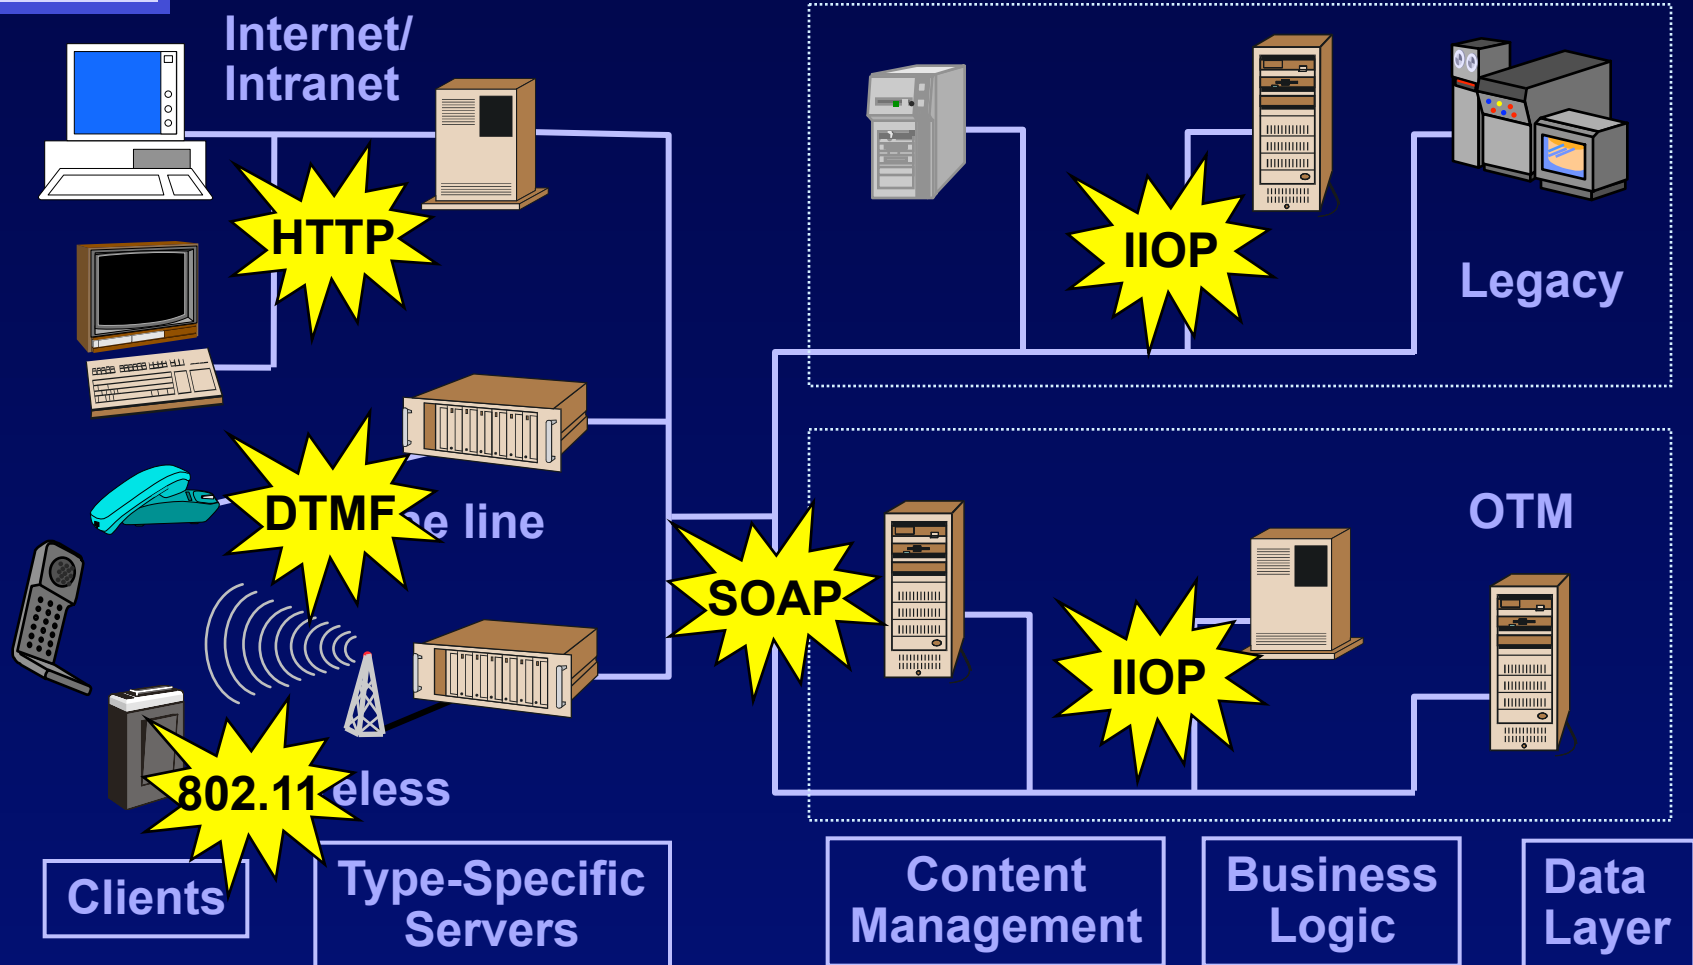 Internet/
Intranet
HTTP
IIOP
Legacy
DTMF
e line
OTM
SOAP
IIOP
802.11
eless
Clients
Type-Specific
Servers
Content
Management
Business
Logic
Data
Layer